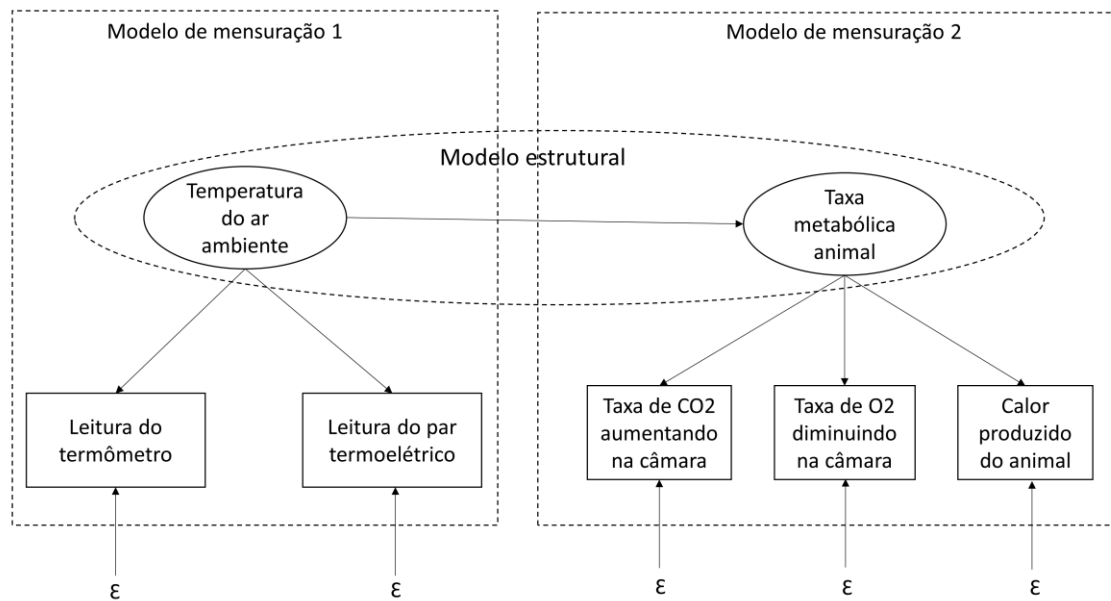 Modelo de mensuração 1
Modelo de mensuração 2
Modelo estrutural
Temperatura
do ar
ambiente
Taxa
metabólica
animal
Leitura do
termômetro
Leitura do par
termoelétrico
Taxa de CO2
aumentando
na câmara
Taxa de O2
diminuindo
na câmara
Calor
produzido
do animal
ε
ε
ε
ε
ε